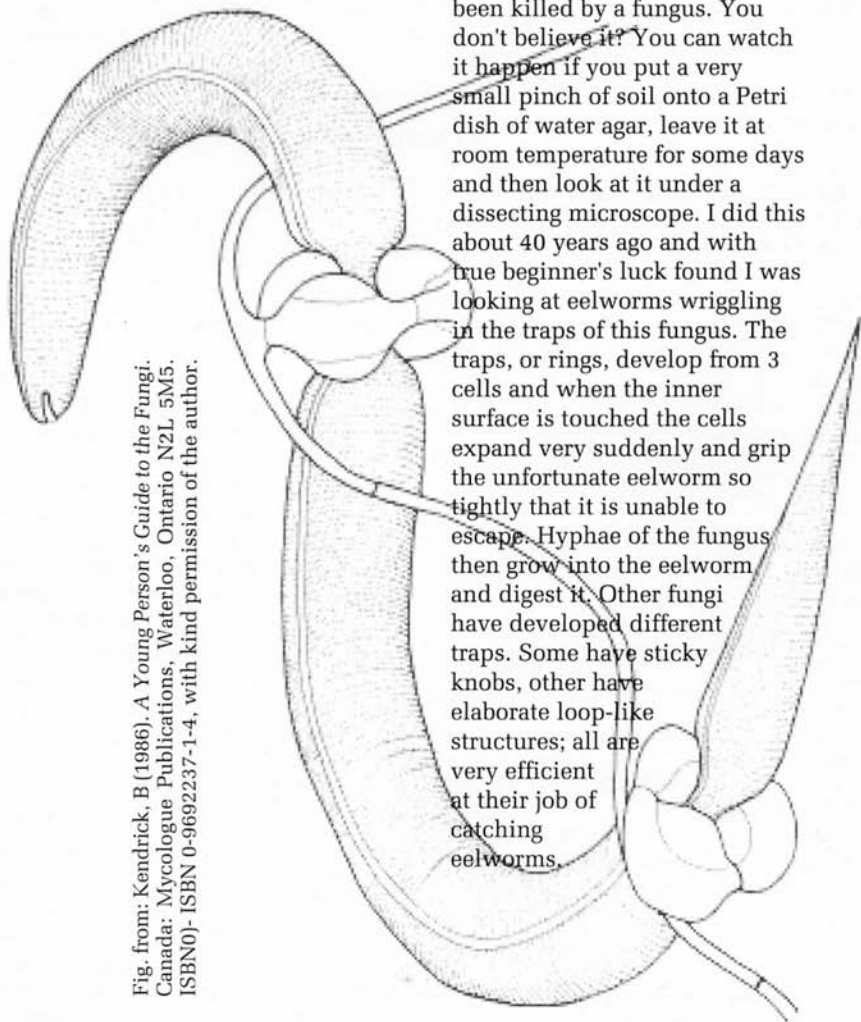 been killed by a fungus. You
don't believe it? You can watch
it happen if you put a very
small pinch of soil onto a Petri
dish of water agar, leave it at
room temperature for some days
and then look at it under a
dissecting microscope. I did this
about 40 years ago and with
true beginner's luck found I was
looking at eelworms wriggling
in the traps of this fungus. The
traps, or rings, develop from 3
cells and when the inner
surface is touched the cells
expand very suddenly and grip
the unfortunate eelworm so
tightly that it is unable to
escape. Hyphae of the fungus
then grow into the eelworm
and digest it. Other fungi
have developed different
traps. Some have sticky
knobs, other have
elaborate loop-like
structures; all are
very efficient
at their job of
catching
eelworms.
Fig. from: Kendrick, B (1986). A Young Person's Guide to the Fungi.
Canada: Mycologue Publications, Waterloo, Ontario N2L 5M5.
ISBN0)- ISBN 0-9692237-1-4, with kind permission of the author.